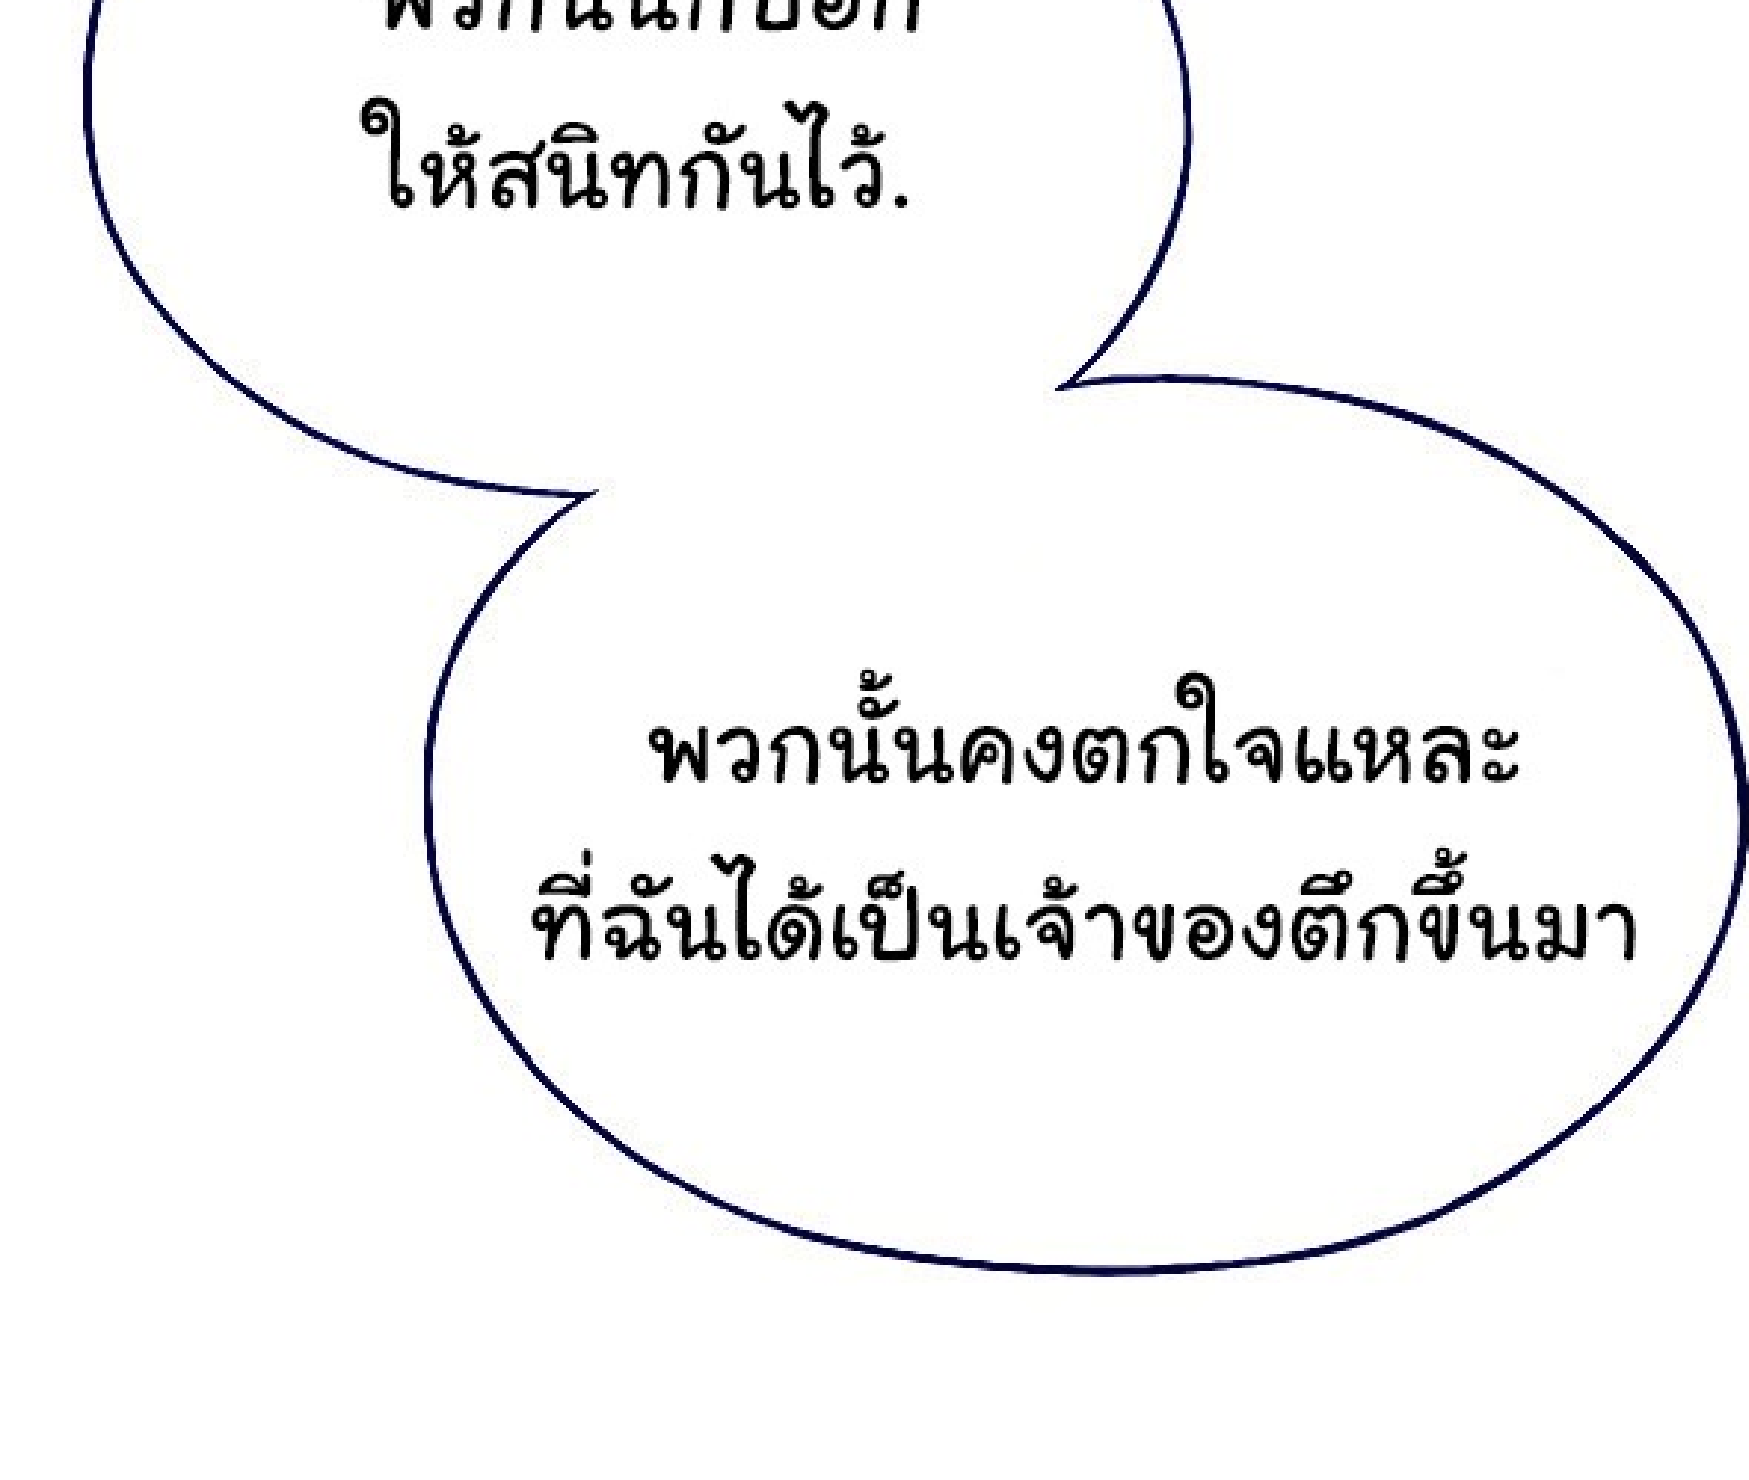 ให้สนิทกันไว้.
พวกนั้นคงตกใจแหละ
ที่ฉันได้เป็นเจ้าของตึกขึ้นมา